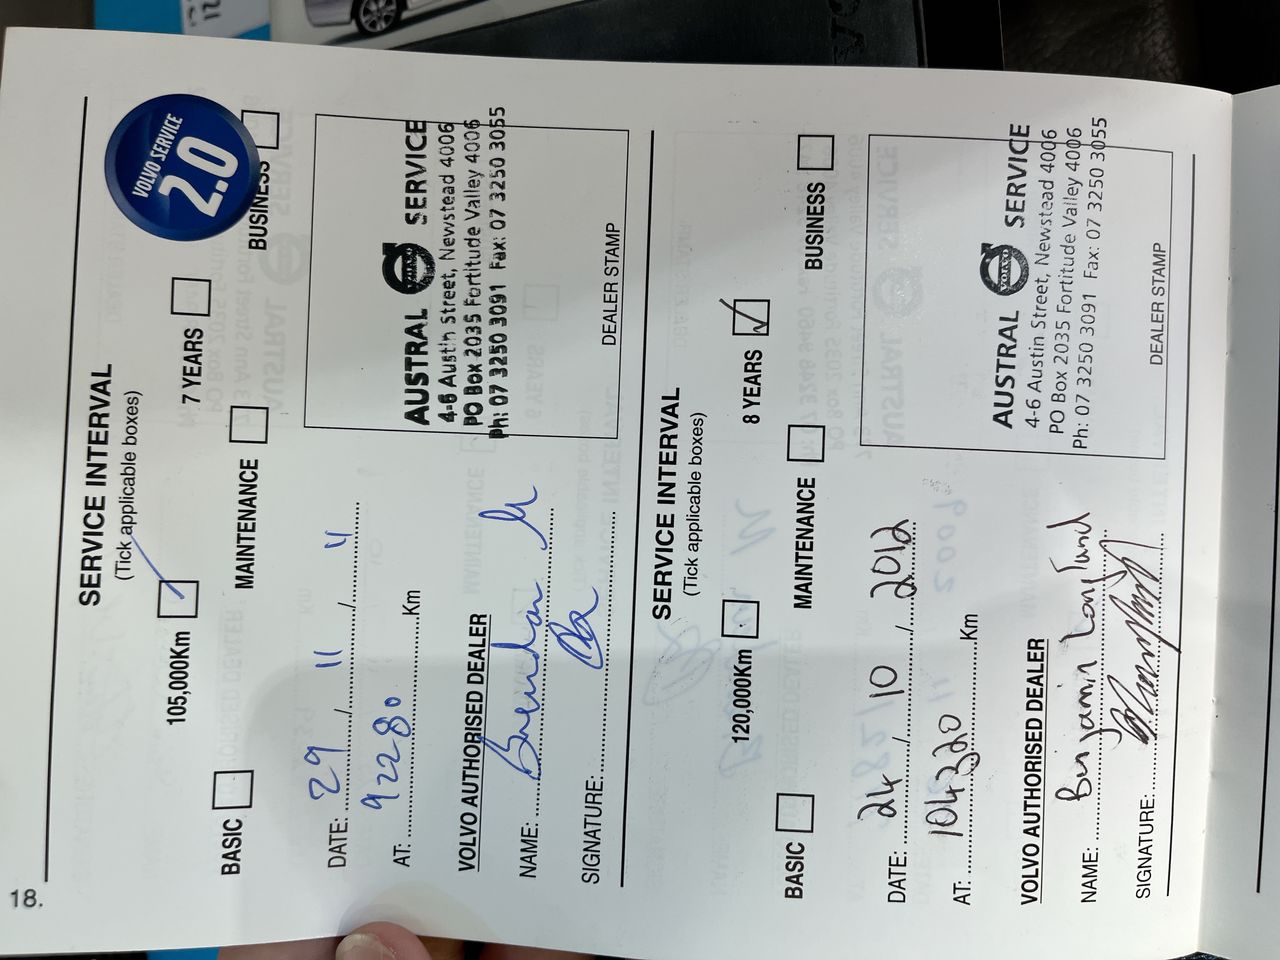 18.
SERVICE INTERVAL
(Tick applicable boxes)
105,000Km 7 YEARS
BASIC MAINTENANCE BUSINESS
VOLVO SERVICE
2.0
DATE: 29 / 11 /
AT: 92280 Km
VOLVO AUTHORISED DEALER
NAME: Brendan
SIGNATURE:
AUSTRAL VOLVO SERVICE
4-6 Austin Street, Newstead 4006
PO Box 2035 Fortitude Valley 4006
Ph: 07 3250 3091 Fax: 07 3250 3055
DEALER STAMP
SERVICE INTERVAL
(Tick applicable boxes)
120,000Km 8 YEARS
BASIC MAINTENANCE BUSINESS
DATE: 24 / 10 / 2012
AT: 104320 Km
VOLVO AUTHORISED DEALER
NAME: Benjamin Langland
SIGNATURE:
AUSTRAL VOLVO SERVICE
4-6 Austin Street, Newstead 4006
PO Box 2035 Fortitude Valley 4006
Ph: 07 3250 3091 Fax: 07 3250 3055
DEALER STAMP